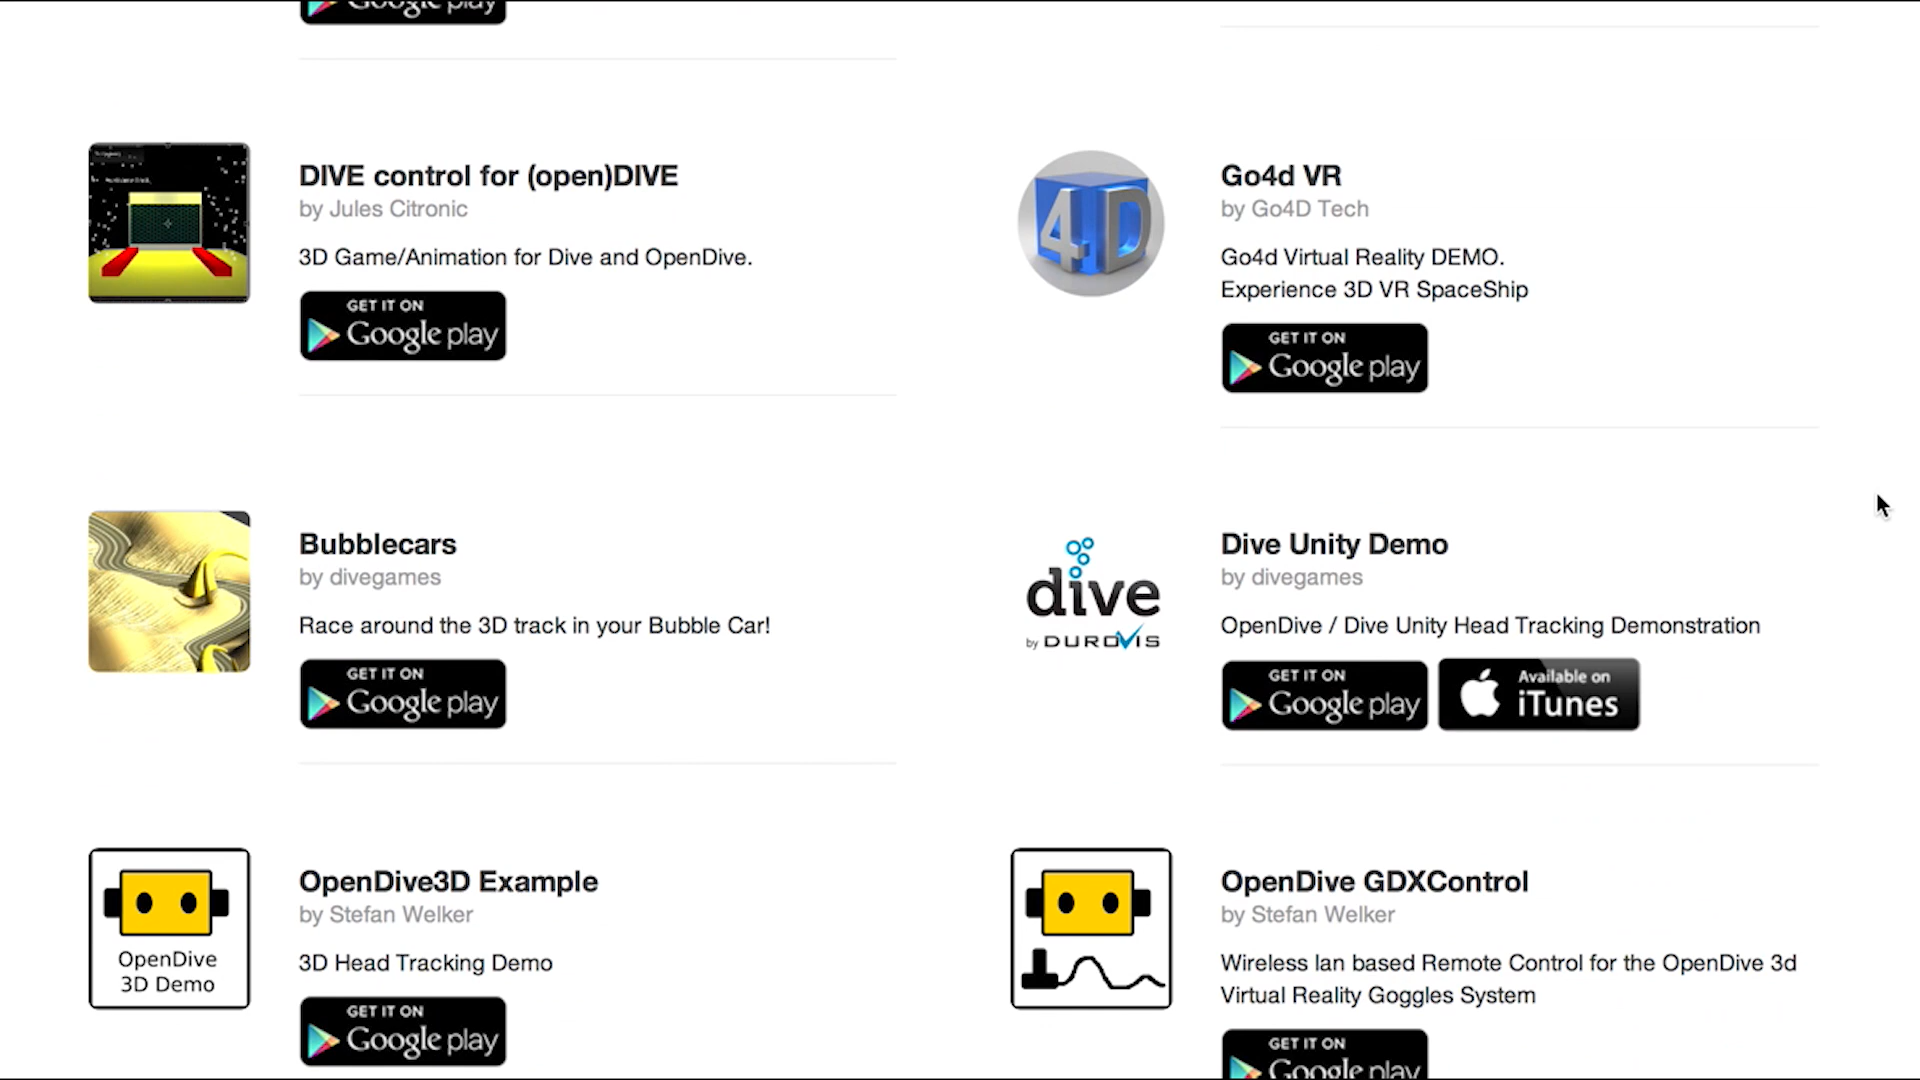 Google play
DIVE control for (open)DIVE
by Jules Citronic
3D Game/Animation for Dive and OpenDive.
GET IT ON
Google play
4D
Go4d VR
by Go4D Tech
Go4d Virtual Reality DEMO.
Experience 3D VR SpaceShip
GET IT ON
Google play
Bubblecars
by divegames
Race around the 3D track in your Bubble Car!
GET IT ON
Google play
dive
by DUROVIS
Dive Unity Demo
by divegames
OpenDive / Dive Unity Head Tracking Demonstration
GET IT ON
Google play
Available on
iTunes
OpenDive
3D Demo
OpenDive3D Example
by Stefan Welker
3D Head Tracking Demo
GET IT ON
Google play
OpenDive GDXControl
by Stefan Welker
Wireless lan based Remote Control for the OpenDive 3d
Virtual Reality Goggles System
GET IT ON
Google play